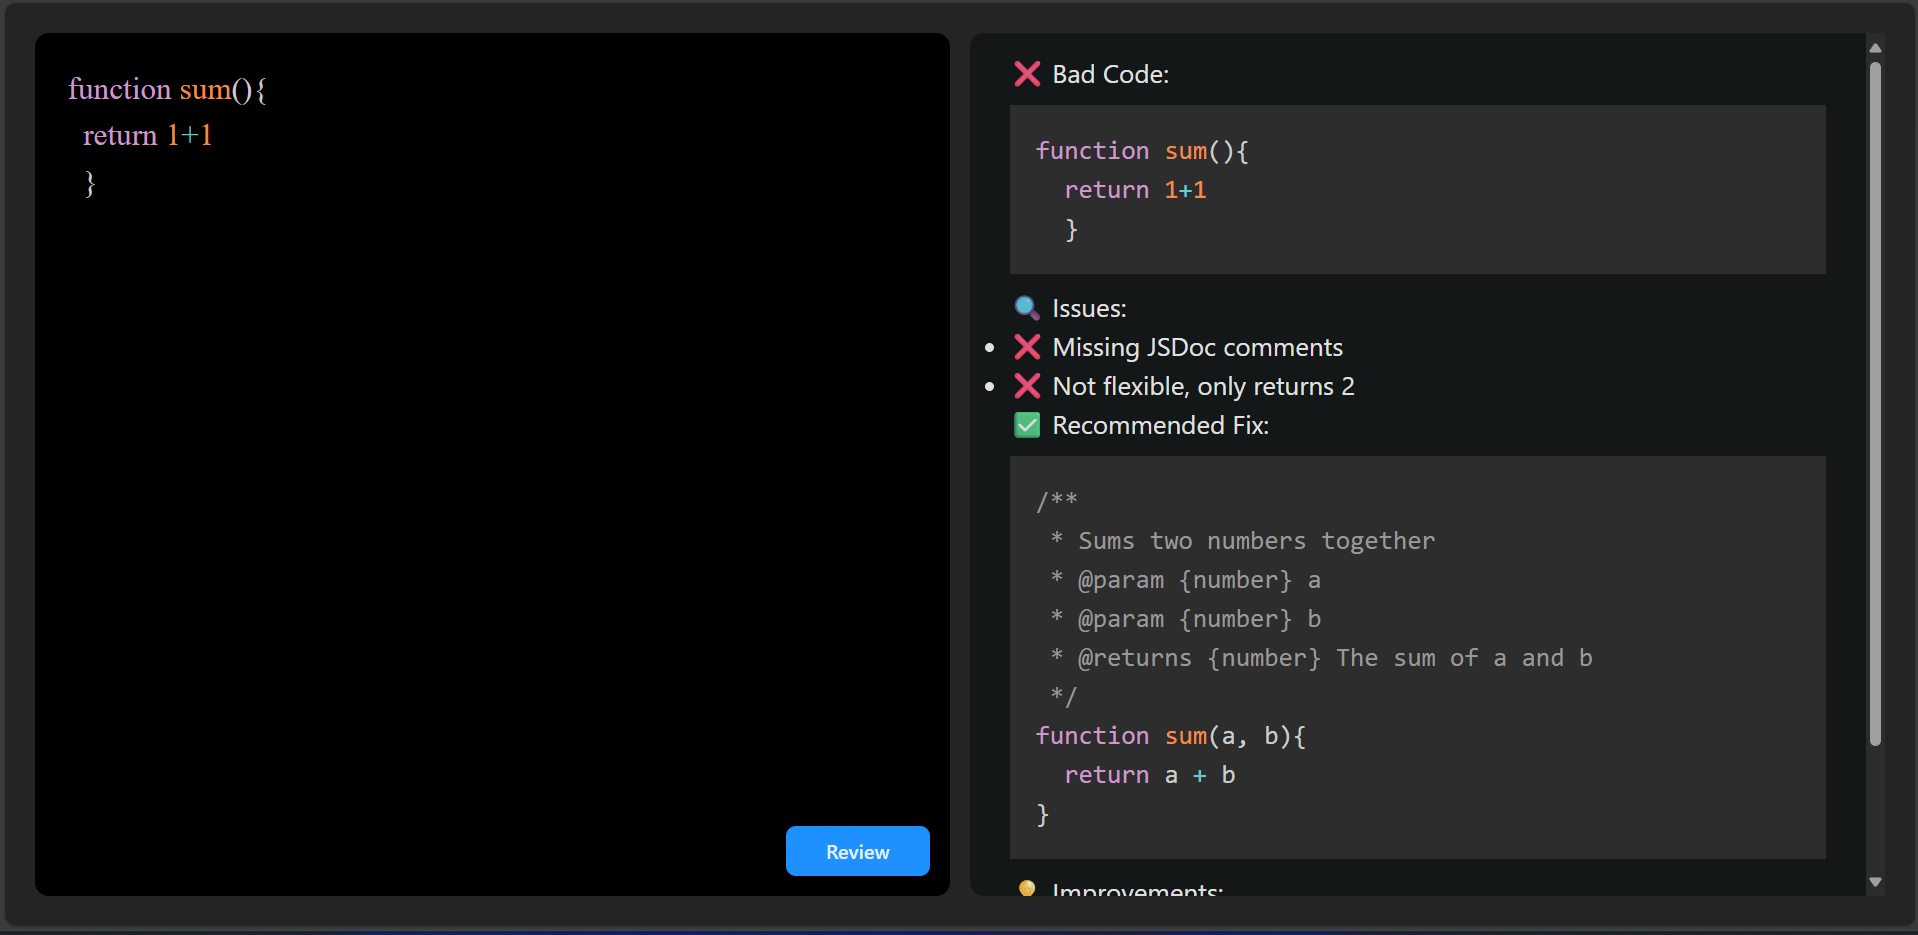 function sum(){
  return 1+1
  }
Review
❌ Bad Code:
function sum(){
  return 1+1
  }
🔍 Issues:
• ❌ Missing JSDoc comments
• ❌ Not flexible, only returns 2
✅ Recommended Fix:
/**
 * Sums two numbers together
 * @param {number} a
 * @param {number} b
 * @returns {number} The sum of a and b
 */
function sum(a, b){
  return a + b
}
💡 Improvements: